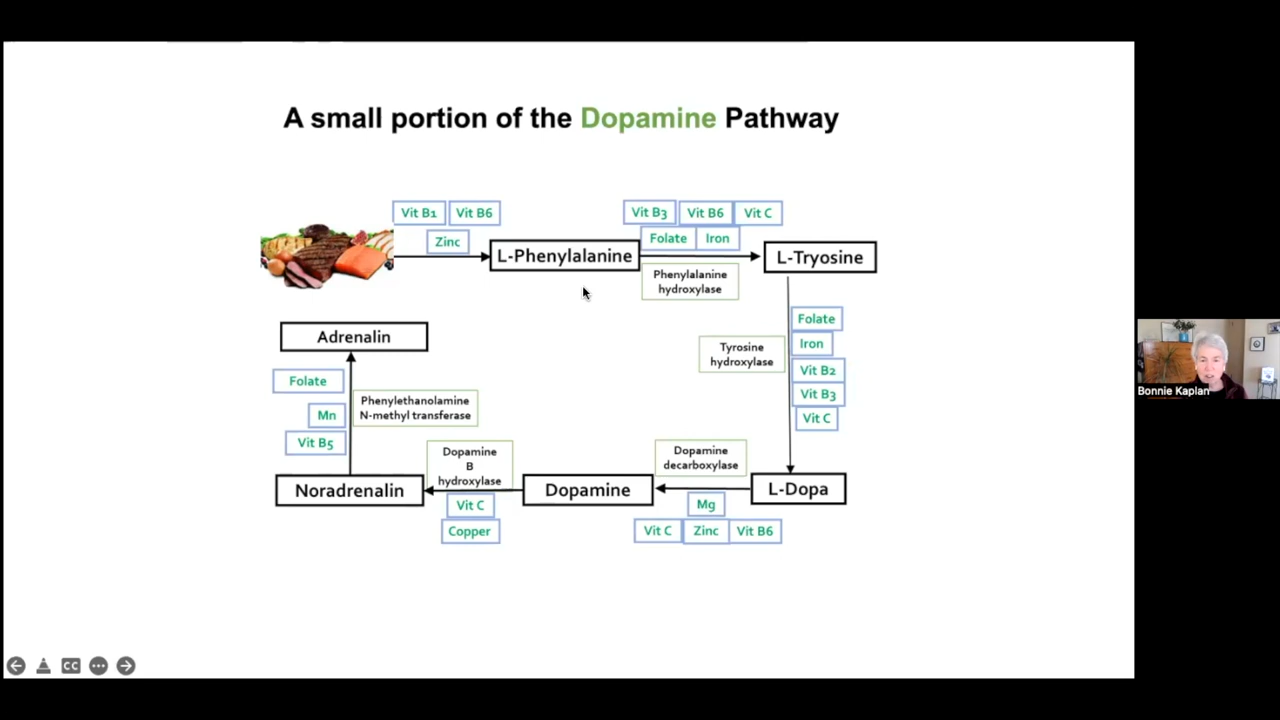 A small portion of the Dopamine Pathway
Vit B1
Vit B6
Zinc
L-Phenylalanine
Vit B3
Vit B6
Vit C
Folate
Iron
Phenylalanine
hydroxylase
L-Tryosine
Tyrosine
hydroxylase
Folate
Iron
Vit B2
Vit B3
Vit C
L-Dopa
Dopamine
decarboxylase
Mg
Vit C
Zinc
Vit B6
Dopamine
Dopamine
B
hydroxylase
Vit C
Copper
Noradrenalin
Folate
Mn
Vit B5
Phenylethanolamine
N-methyl transferase
Adrenalin
Bonnie Kaplan
CC